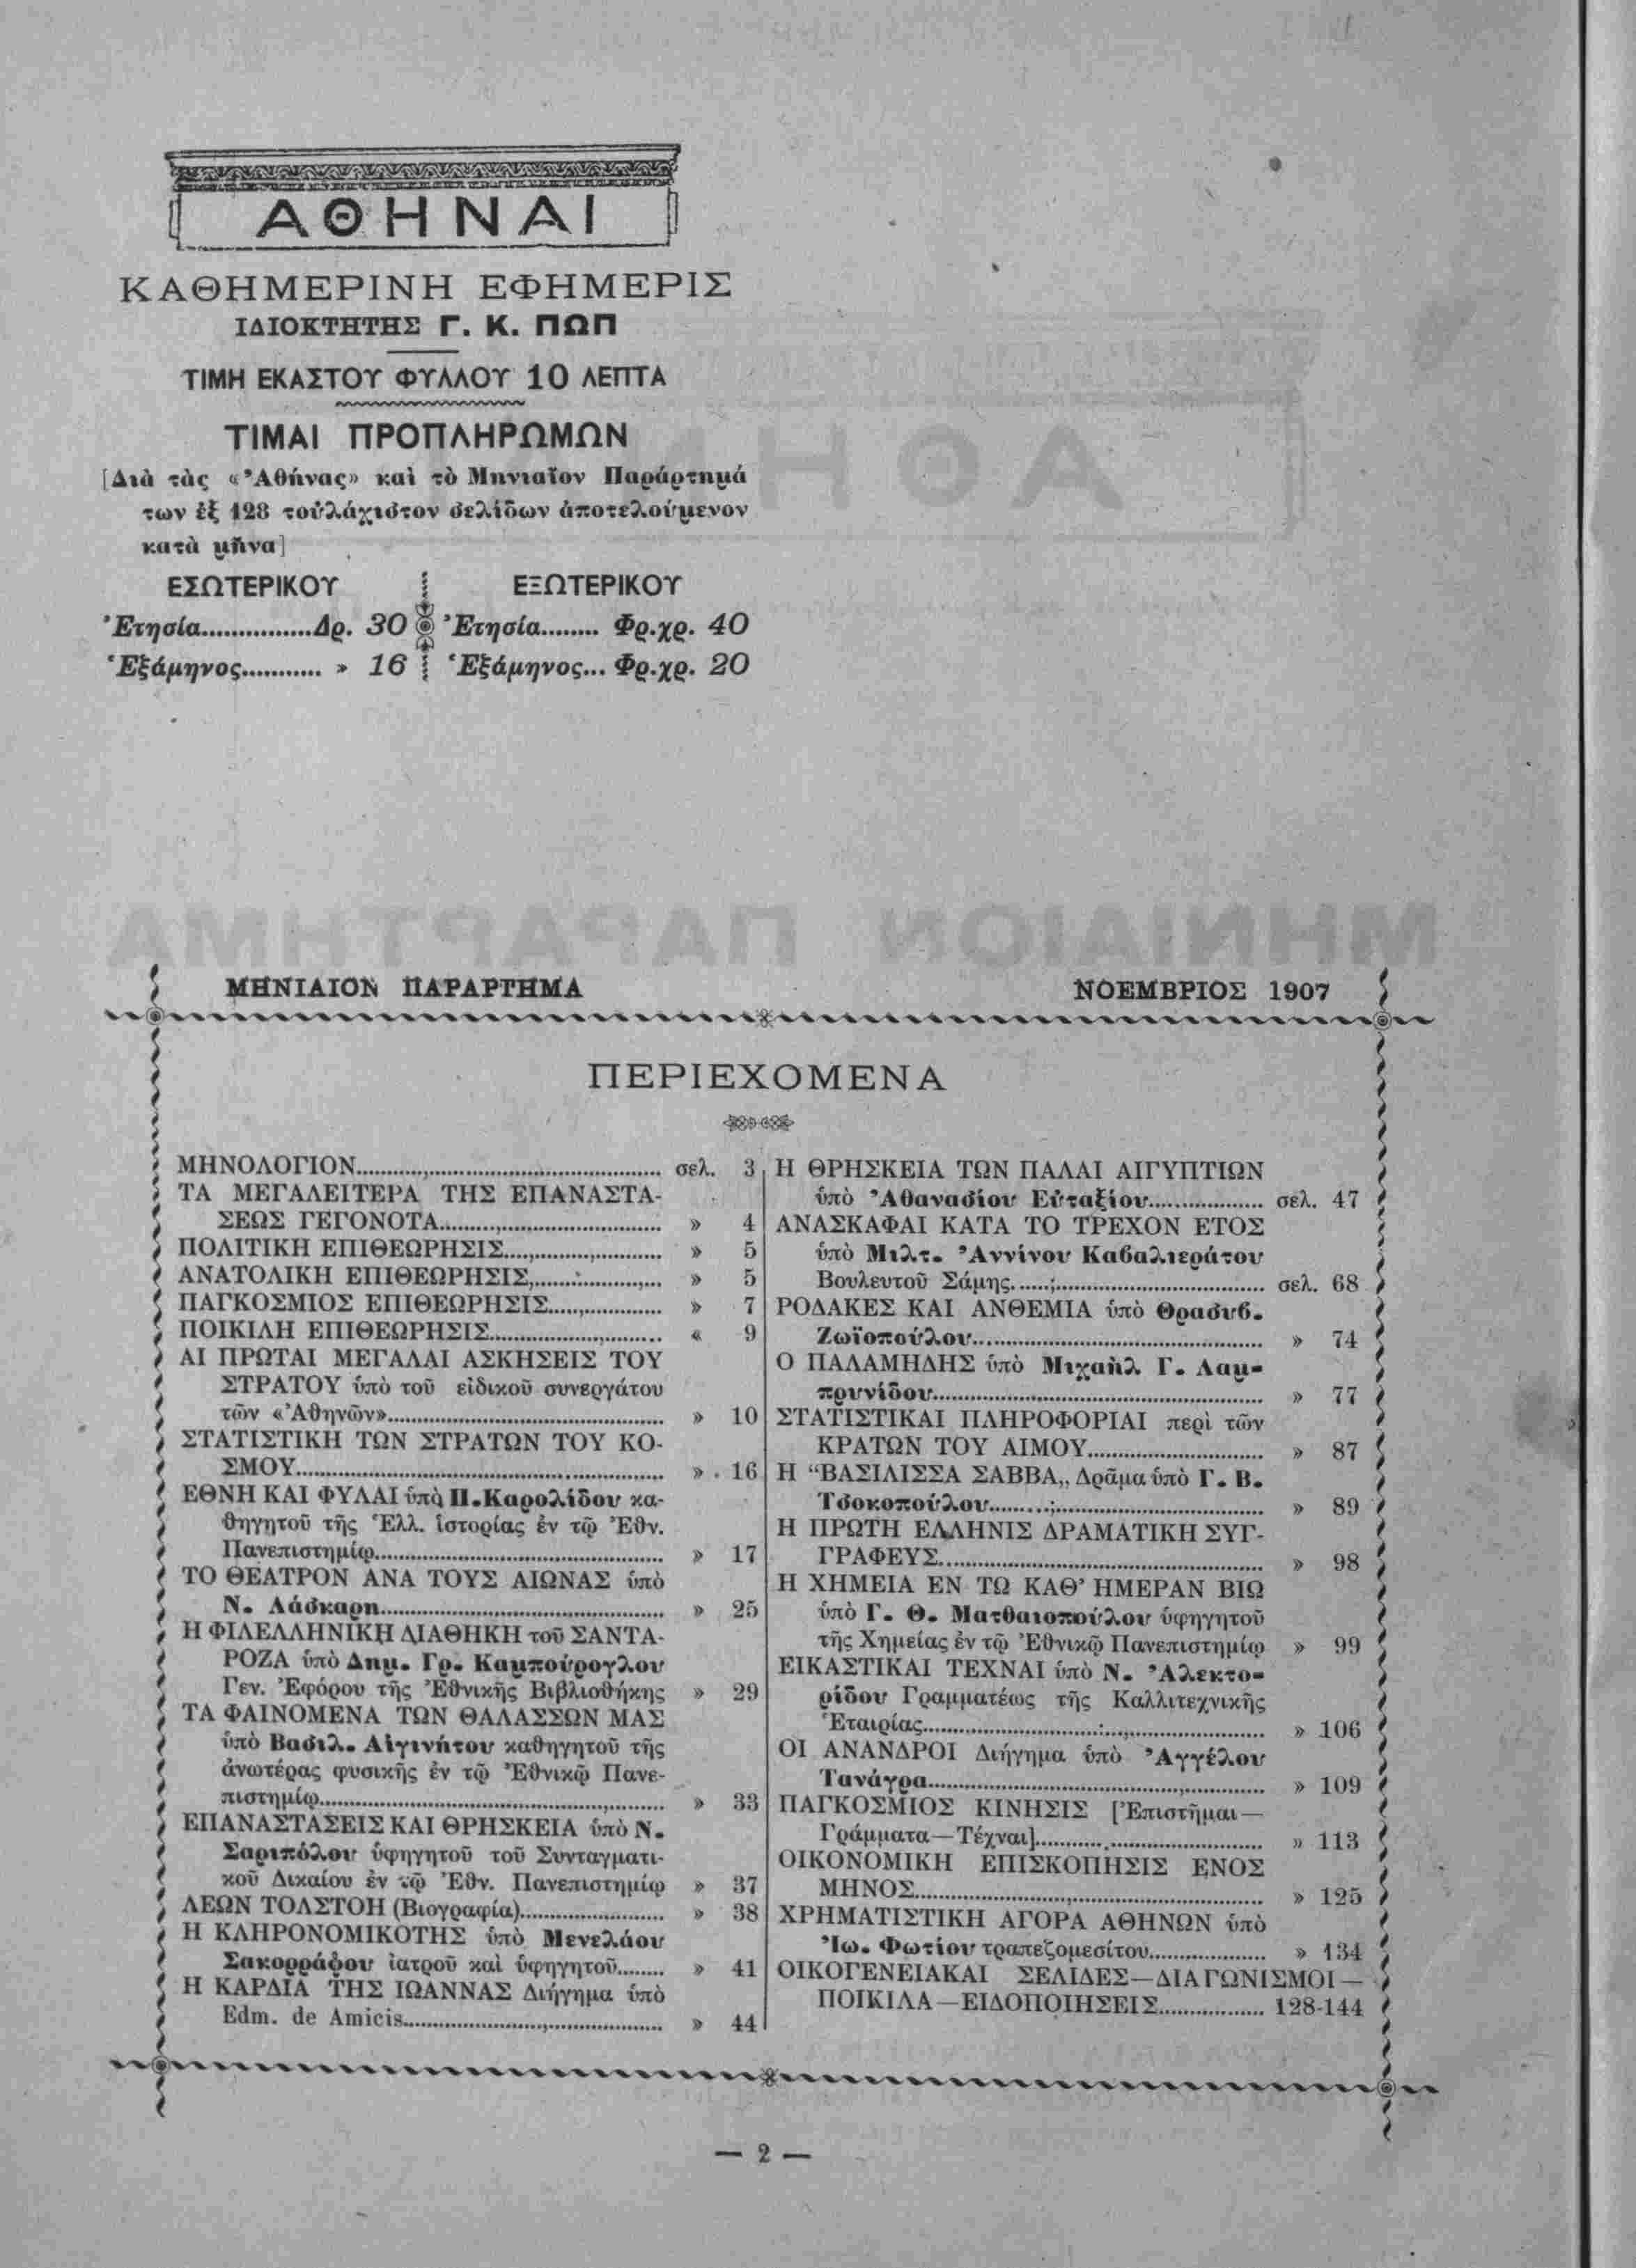 ΑΘΗΝΑΙ
ΚΑΘΗΜΕΡΙΝΗ ΕΦΗΜΕΡΙΣ
ΙΔΙΟΚΤΗΤΗΣ Γ. Κ. ΠΩΠ
ΤΙΜΗ ΕΚΑΣΤΟΥ ΦΥΛΛΟΥ 10 ΛΕΠΤΑ
ΤΙΜΑΙ ΠΡΟΠΛΗΡΩΜΩΝ
[Διὰ τὰς «Ἀθήνας» καὶ τὸ Μηνιαῖον Παράρτημά
των ἐξ 128 τοὐλάχιστον σελίδων ἀποτελούμενον
κατὰ μῆνα]
ΕΣΩΤΕΡΙΚΟΥ
Ἐτησία...............Δρ. 30
Ἑξάμηνος........... » 16
ΕΞΩΤΕΡΙΚΟΥ
Ἐτησία........ Φρ.χρ. 40
Ἑξάμηνος... Φρ.χρ. 20
ΜΗΝΙΑΙΟΝ ΠΑΡΑΡΤΗΜΑ
ΝΟΕΜΒΡΙΟΣ 1907
ΠΕΡΙΕΧΟΜΕΝΑ
ΜΗΝΟΛΟΓΙΟΝ........ σελ. 3
ΤΑ ΜΕΓΑΛΕΙΤΕΡΑ ΤΗΣ ΕΠΑΝΑΣΤΑ-
ΣΕΩΣ ΓΕΓΟΝΟΤΑ........ » 4
ΠΟΛΙΤΙΚΗ ΕΠΙΘΕΩΡΗΣΙΣ........ » 5
ΑΝΑΤΟΛΙΚΗ ΕΠΙΘΕΩΡΗΣΙΣ........ » 5
ΠΑΓΚΟΣΜΙΟΣ ΕΠΙΘΕΩΡΗΣΙΣ........ » 7
ΠΟΙΚΙΛΗ ΕΠΙΘΕΩΡΗΣΙΣ........ « 9
ΑΙ ΠΡΩΤΑΙ ΜΕΓΑΛΑΙ ΑΣΚΗΣΕΙΣ ΤΟΥ
ΣΤΡΑΤΟΥ ὑπὸ τοῦ εἰδικοῦ συνεργάτου
τῶν «Ἀθηνῶν»........ » 10
ΣΤΑΤΙΣΤΙΚΗ ΤΩΝ ΣΤΡΑΤΩΝ ΤΟΥ ΚΟ-
ΣΜΟΥ........ » 16
ΕΘΝΗ ΚΑΙ ΦΥΛΑΙ ὑπὸ Π. Καρολίδου κα-
θηγητοῦ τῆς Ἑλλ. ἱστορίας ἐν τῷ Ἐθν.
Πανεπιστημίῳ........ » 17
ΤΟ ΘΕΑΤΡΟΝ ΑΝΑ ΤΟΥΣ ΑΙΩΝΑΣ ὑπὸ
Ν. Λάσκαρη........ » 25
Η ΦΙΛΕΛΛΗΝΙΚΗ ΔΙΑΘΗΚΗ τοῦ ΣΑΝΤΑ-
ΡΟΖΑ ὑπὸ Δημ. Γρ. Καμπούρογλου
Γεν. Ἐφόρου τῆς Ἐθνικῆς Βιβλιοθήκης » 29
ΤΑ ΦΑΙΝΟΜΕΝΑ ΤΩΝ ΘΑΛΑΣΣΩΝ ΜΑΣ
ὑπὸ Βασιλ. Αἰγινήτου καθηγητοῦ τῆς
ἀνωτέρας φυσικῆς ἐν τῷ Ἐθνικῷ Πανε-
πιστημίῳ........ » 33
ΕΠΑΝΑΣΤΑΣΕΙΣ ΚΑΙ ΘΡΗΣΚΕΙΑ ὑπὸ Ν.
Σαριπόλου ὑφηγητοῦ τοῦ Συνταγματι-
κοῦ Δικαίου ἐν τῷ Ἐθν. Πανεπιστημίῳ » 37
ΛΕΩΝ ΤΟΛΣΤΟΗ (Βιογραφία)........ » 38
Η ΚΛΗΡΟΝΟΜΙΚΟΤΗΣ ὑπὸ Μενελάου
Σακορράφου ἰατροῦ καὶ ὑφηγητοῦ........ » 41
Η ΚΑΡΔΙΑ ΤΗΣ ΙΩΑΝΝΑΣ Διήγημα ὑπὸ
Edm. de Amicis........ » 44
Η ΘΡΗΣΚΕΙΑ ΤΩΝ ΠΑΛΑΙ ΑΙΓΥΠΤΙΩΝ
ὑπὸ Ἀθανασίου Εὐταξίου........ σελ. 47
ΑΝΑΣΚΑΦΑΙ ΚΑΤΑ ΤΟ ΤΡΕΧΟΝ ΕΤΟΣ
ὑπὸ Μιλτ. Ἀννίνου Καβαλιεράτου
Βουλευτοῦ Σάμης........ σελ. 68
ΡΟΔΑΚΕΣ ΚΑΙ ΑΝΘΕΜΙΑ ὑπὸ Θρασυβ.
Ζωϊοπούλου........ » 74
Ο ΠΑΛΑΜΗΔΗΣ ὑπὸ Μιχαὴλ Γ. Λαμ-
πρυνίδου........ » 77
ΣΤΑΤΙΣΤΙΚΑΙ ΠΛΗΡΟΦΟΡΙΑΙ περὶ τῶν
ΚΡΑΤΩΝ ΤΟΥ ΑΙΜΟΥ........ » 87
Η “ΒΑΣΙΛΙΣΣΑ ΣΑΒΒΑ„ Δρᾶμα ὑπὸ Γ. Β.
Τσοκοπούλου........ » 89
Η ΠΡΩΤΗ ΕΛΛΗΝΙΣ ΔΡΑΜΑΤΙΚΗ ΣΥΓ-
ΓΡΑΦΕΥΣ........ » 98
Η ΧΗΜΕΙΑ ΕΝ ΤΩ ΚΑΘ’ ΗΜΕΡΑΝ ΒΙΩ
ὑπὸ Γ. Θ. Ματθαιοπούλου ὑφηγητοῦ
τῆς Χημείας ἐν τῷ Ἐθνικῷ Πανεπιστημίῳ » 99
ΕΙΚΑΣΤΙΚΑΙ ΤΕΧΝΑΙ ὑπὸ Ν. Ἀλεκτο-
ρίδου Γραμματέως τῆς Καλλιτεχνικῆς
Ἑταιρίας........ » 106
ΟΙ ΑΝΑΝΔΡΟΙ Διήγημα ὑπὸ Ἀγγέλου
Τανάγρα........ » 109
ΠΑΓΚΟΣΜΙΟΣ ΚΙΝΗΣΙΣ [Ἐπιστῆμαι—
Γράμματα—Τέχναι]........ » 113
ΟΙΚΟΝΟΜΙΚΗ ΕΠΙΣΚΟΠΗΣΙΣ ΕΝΟΣ
ΜΗΝΟΣ........ » 125
ΧΡΗΜΑΤΙΣΤΙΚΗ ΑΓΟΡΑ ΑΘΗΝΩΝ ὑπὸ
Ἰω. Φωτίου τραπεζομεσίτου........ » 134
ΟΙΚΟΓΕΝΕΙΑΚΑΙ ΣΕΛΙΔΕΣ—ΔΙΑΓΩΝΙΣΜΟΙ—
ΠΟΙΚΙΛΑ—ΕΙΔΟΠΟΙΗΣΕΙΣ........ 128-144
— 2 —